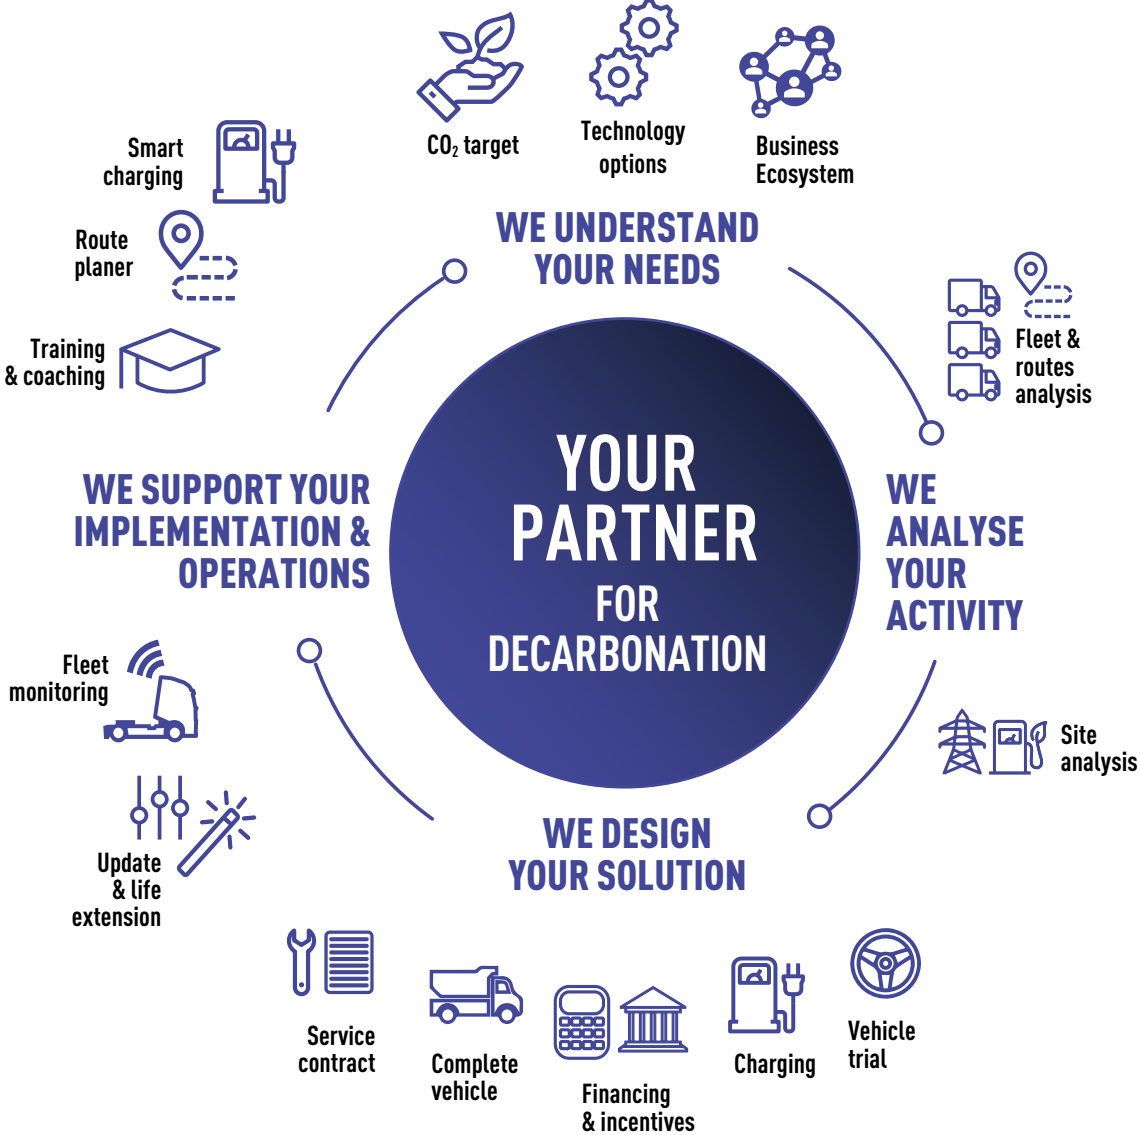 CO₂ target
Technology
options
Business
Ecosystem
WE UNDERSTAND
YOUR NEEDS
Fleet &
routes
analysis
WE
ANALYSE
YOUR
ACTIVITY
Site
analysis
WE DESIGN
YOUR SOLUTION
Vehicle
trial
Charging
Financing
& incentives
Complete
vehicle
Service
contract
WE SUPPORT YOUR
IMPLEMENTATION &
OPERATIONS
Update
& life
extension
Fleet
monitoring
Training
& coaching
Route
planer
Smart
charging
YOUR
PARTNER
FOR
DECARBONATION